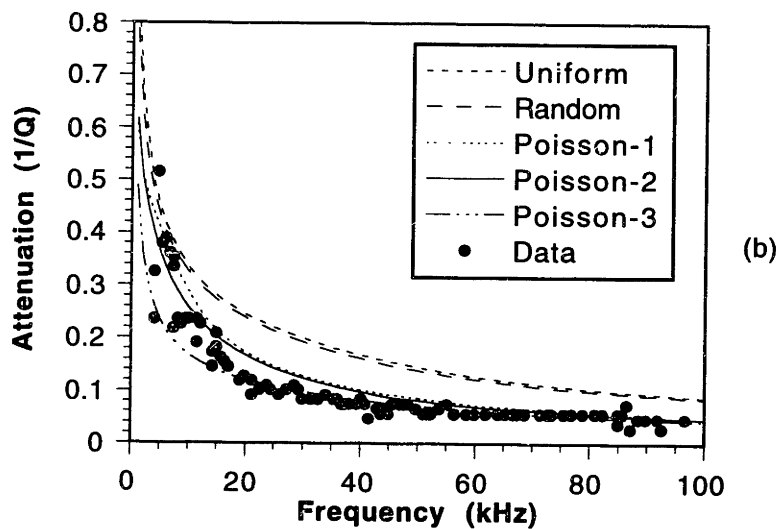 0.8
0.7
0.6
0.5
0.4
0.3
0.2
0.1
0
Attenuation (1/Q)
Uniform
Random
Poisson-1
Poisson-2
Poisson-3
Data
(b)
0 20 40 60 80 100
Frequency (kHz)